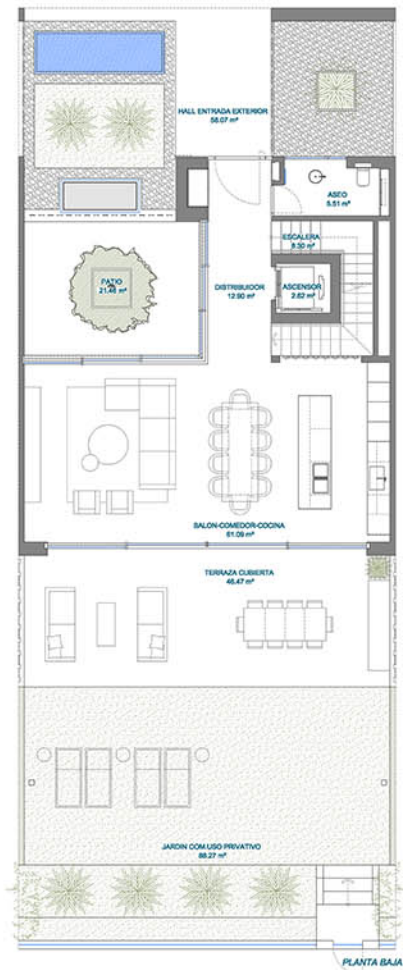 HALL ENTRADA EXTERIOR
58.07 m²
ASEO
5.51 m²
ESCALERA
8.30 m²
PATIO
21.46 m²
DISTRIBUIDOR
12.90 m²
ASCENSOR
2.62 m²
SALON-COMEDOR-COCINA
61.09 m²
TERRAZA CUBIERTA
46.47 m²
JARDIN COM.USO PRIVATIVO
88.27 m²
PLANTA BAJA